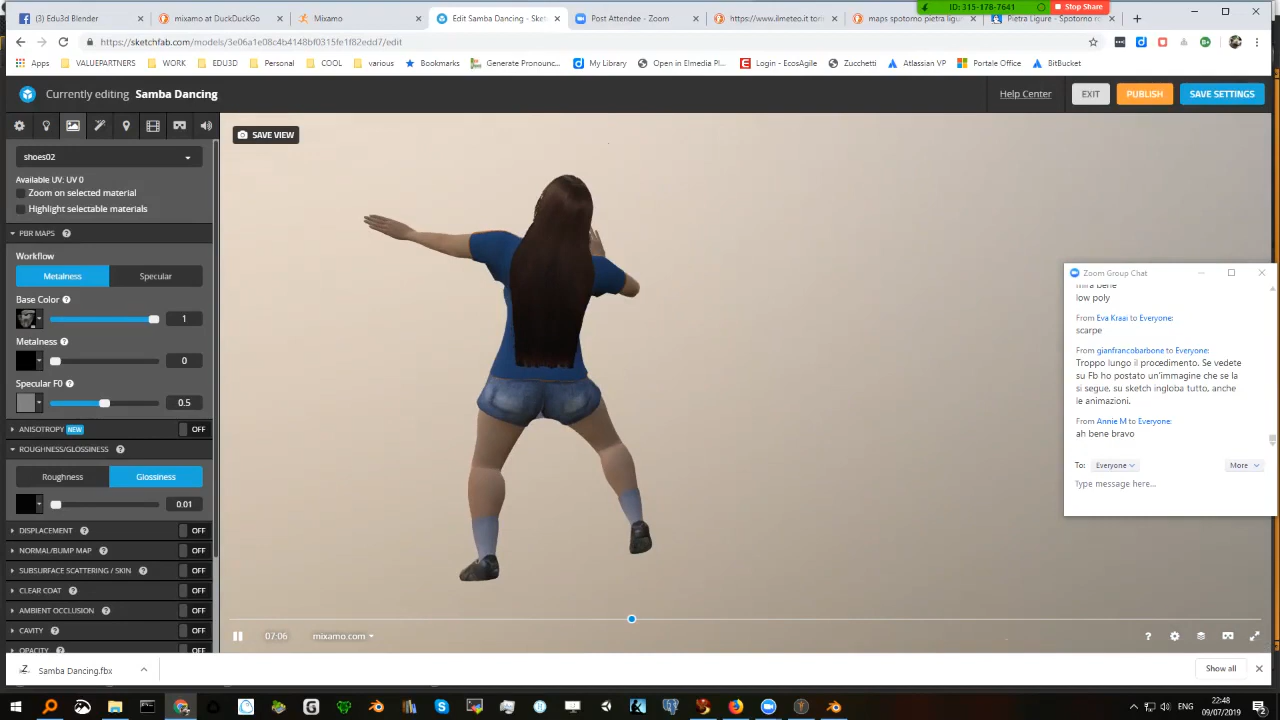 ID: 315-178-7641
Stop Share
(3) Edu3d Blender
mixamo at DuckDuckGo
Mixamo
Edit Samba Dancing - Sket
Post Attendee - Zoom
https://www.ilmeteo.it torri
maps spotorno pietra ligur
Pietra Ligure - Spotorno ro
https://sketchfab.com/models/3e06a1e08c4b4148bf0315fe1f82edd7/edit
Apps
VALUEPARTNERS
WORK
EDU3D
Personal
COOL
various
Bookmarks
Generate Pronounc...
My Library
Open in Elmedia Pl...
Login - EcosAgile
Zucchetti
Atlassian VP
Portale Office
BitBucket
Currently editing Samba Dancing
Help Center
EXIT
PUBLISH
SAVE SETTINGS
SAVE VIEW
shoes02
Available UV: UV 0
Zoom on selected material
Highlight selectable materials
PBR MAPS
Workflow
Metalness
Specular
Base Color
1
Metalness
0
Specular F0
0.5
ANISOTROPY NEW
OFF
ROUGHNESS/GLOSSINESS
Roughness
Glossiness
0.01
DISPLACEMENT
OFF
NORMAL/BUMP MAP
OFF
SUBSURFACE SCATTERING / SKIN
OFF
CLEAR COAT
OFF
AMBIENT OCCLUSION
OFF
CAVITY
OFF
OPACITY
07:06
mixamo.com
Zoom Group Chat
mira bene
low poly
From Eva Kraai to Everyone:
scarpe
From gianfrancobarbone to Everyone:
Troppo lungo il procedimento. Se vedete
su Fb ho postato un'immagine che se la
si segue, su sketch ingloba tutto, anche
le animazioni.
From Annie M to Everyone:
ah bene bravo
To: Everyone
More
Type message here...
Samba Dancing.fbx
Show all
ENG
22:48
09/07/2019